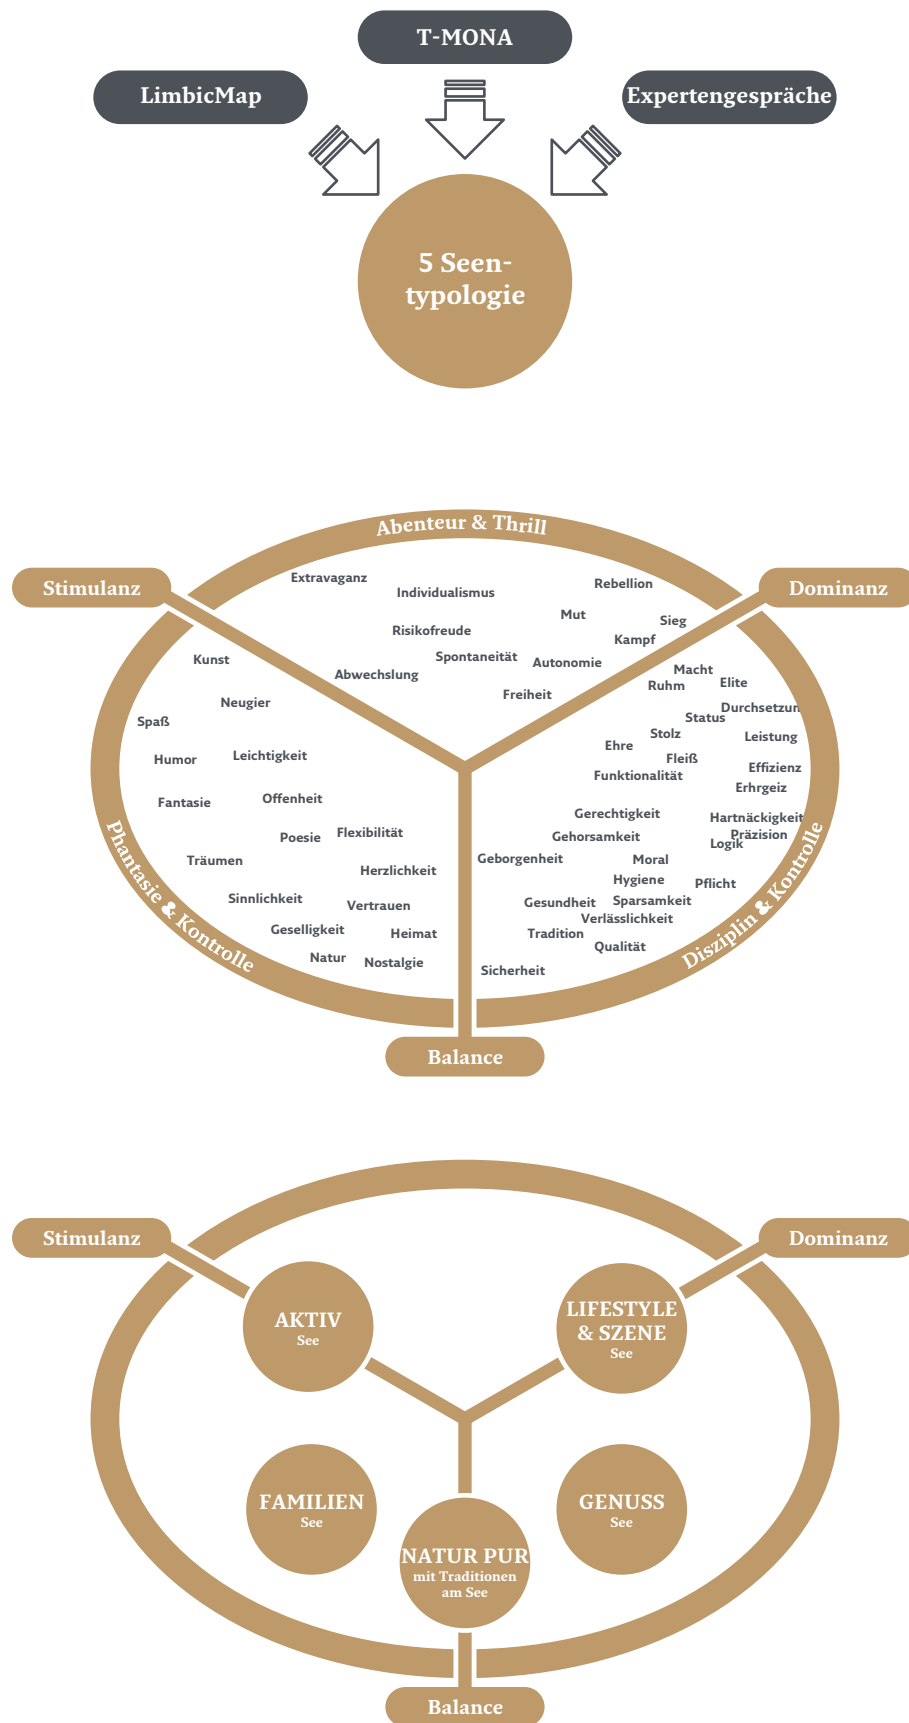 T-MONA
LimbicMap
Expertengespräche
5 Seen-
typologie
Abenteur & Thrill
Stimulanz
Dominanz
Extravaganz
Individualismus
Rebellion
Mut
Sieg
Risikofreude
Kampf
Spontaneität
Autonomie
Abwechslung
Freiheit
Kunst
Neugier
Spaß
Humor
Leichtigkeit
Fantasie
Offenheit
Poesie
Flexibilität
Träumen
Herzlichkeit
Sinnlichkeit
Vertrauen
Geselligkeit
Heimat
Natur
Nostalgie
Phantasie & Kontrolle
Macht
Ruhm
Elite
Durchsetzun
Status
Stolz
Leistung
Ehre
Fleiß
Effizienz
Funktionalität
Erhrgeiz
Gerechtigkeit
Hartnäckigkeit
Präzision
Gehorsamkeit
Logik
Geborgenheit
Moral
Hygiene
Pflicht
Gesundheit
Sparsamkeit
Verlässlichkeit
Tradition
Qualität
Sicherheit
Disziplin & Kontrolle
Balance
Stimulanz
Dominanz
AKTIV
See
LIFESTYLE
& SZENE
See
FAMILIEN
See
GENUSS
See
NATUR PUR
mit Traditionen
am See
Balance